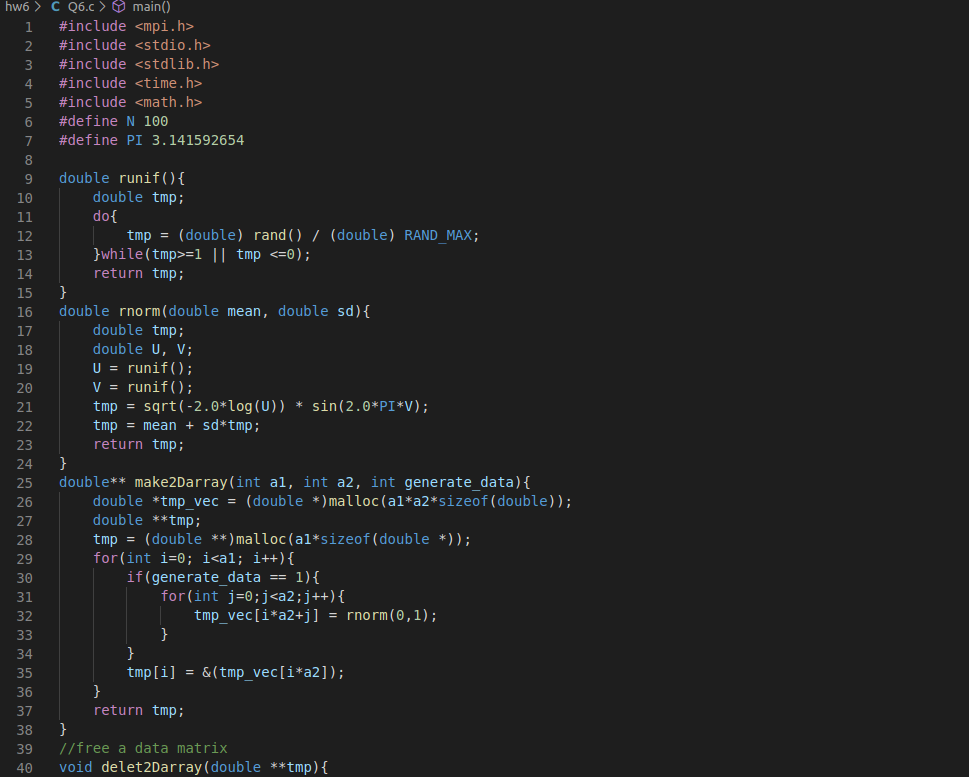 hw6 > C Q6.c > main()
1 #include <mpi.h>
2 #include <stdio.h>
3 #include <stdlib.h>
4 #include <time.h>
5 #include <math.h>
6 #define N 100
7 #define PI 3.141592654
8
9 double runif(){
10     double tmp;
11     do{
12         tmp = (double) rand() / (double) RAND_MAX;
13     }while(tmp>=1 || tmp <=0);
14     return tmp;
15 }
16 double rnorm(double mean, double sd){
17     double tmp;
18     double U, V;
19     U = runif();
20     V = runif();
21     tmp = sqrt(-2.0*log(U)) * sin(2.0*PI*V);
22     tmp = mean + sd*tmp;
23     return tmp;
24 }
25 double** make2Darray(int a1, int a2, int generate_data){
26     double *tmp_vec = (double *)malloc(a1*a2*sizeof(double));
27     double **tmp;
28     tmp = (double **)malloc(a1*sizeof(double *));
29     for(int i=0; i<a1; i++){
30         if(generate_data == 1){
31             for(int j=0;j<a2;j++){
32                 tmp_vec[i*a2+j] = rnorm(0,1);
33             }
34         }
35         tmp[i] = &(tmp_vec[i*a2]);
36     }
37     return tmp;
38 }
39 //free a data matrix
40 void delet2Darray(double **tmp){